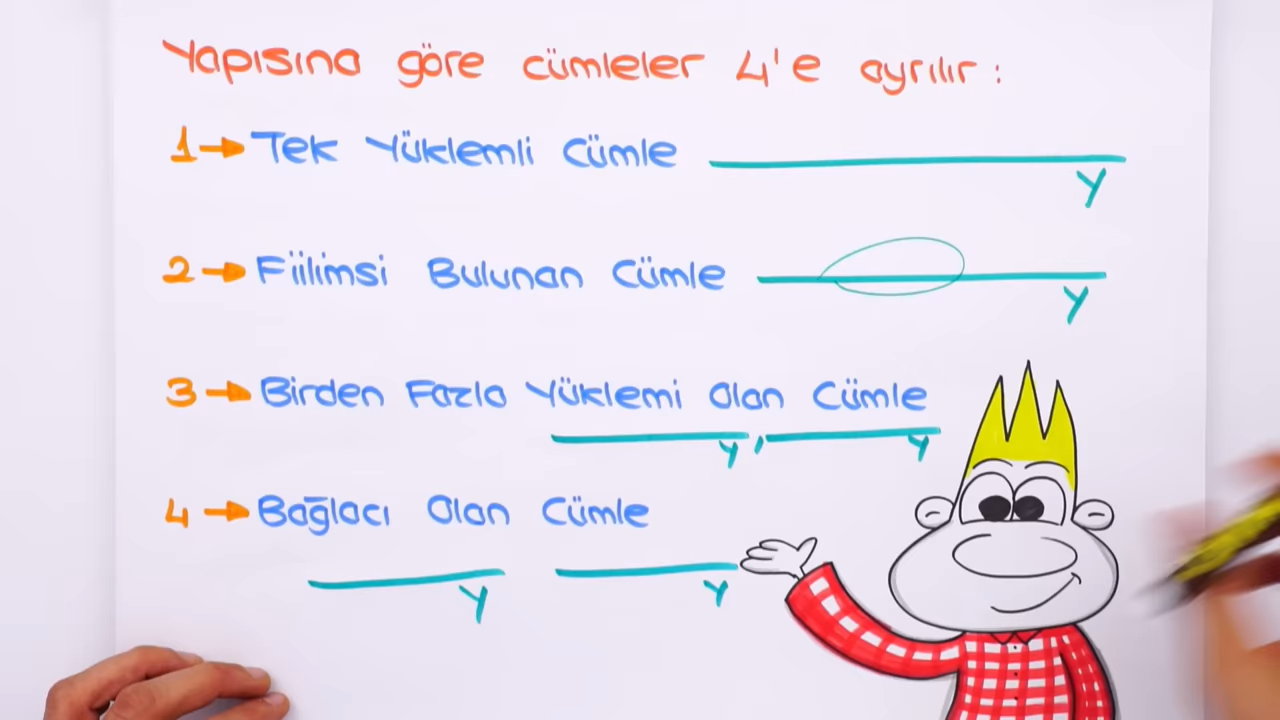 Yapısına göre cümleler 4'e ayrılır:
1→ Tek Yüklemli Cümle
Y
2→ Fiilimsi Bulunan Cümle
Y
3→ Birden Fazla Yüklemi Olan Cümle
Y, Y
4→ Bağlacı Olan Cümle
Y Y